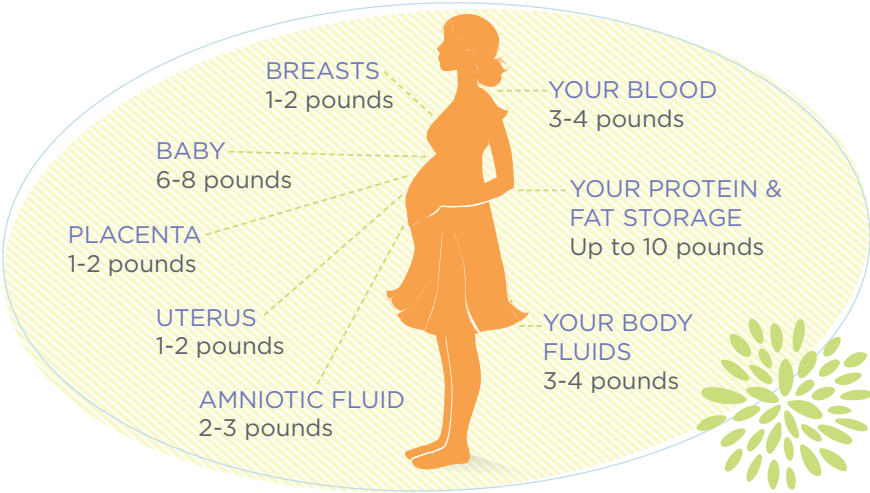 BREASTS
1-2 pounds
BABY
6-8 pounds
PLACENTA
1-2 pounds
UTERUS
1-2 pounds
AMNIOTIC FLUID
2-3 pounds
YOUR BLOOD
3-4 pounds
YOUR PROTEIN &
FAT STORAGE
Up to 10 pounds
YOUR BODY
FLUIDS
3-4 pounds